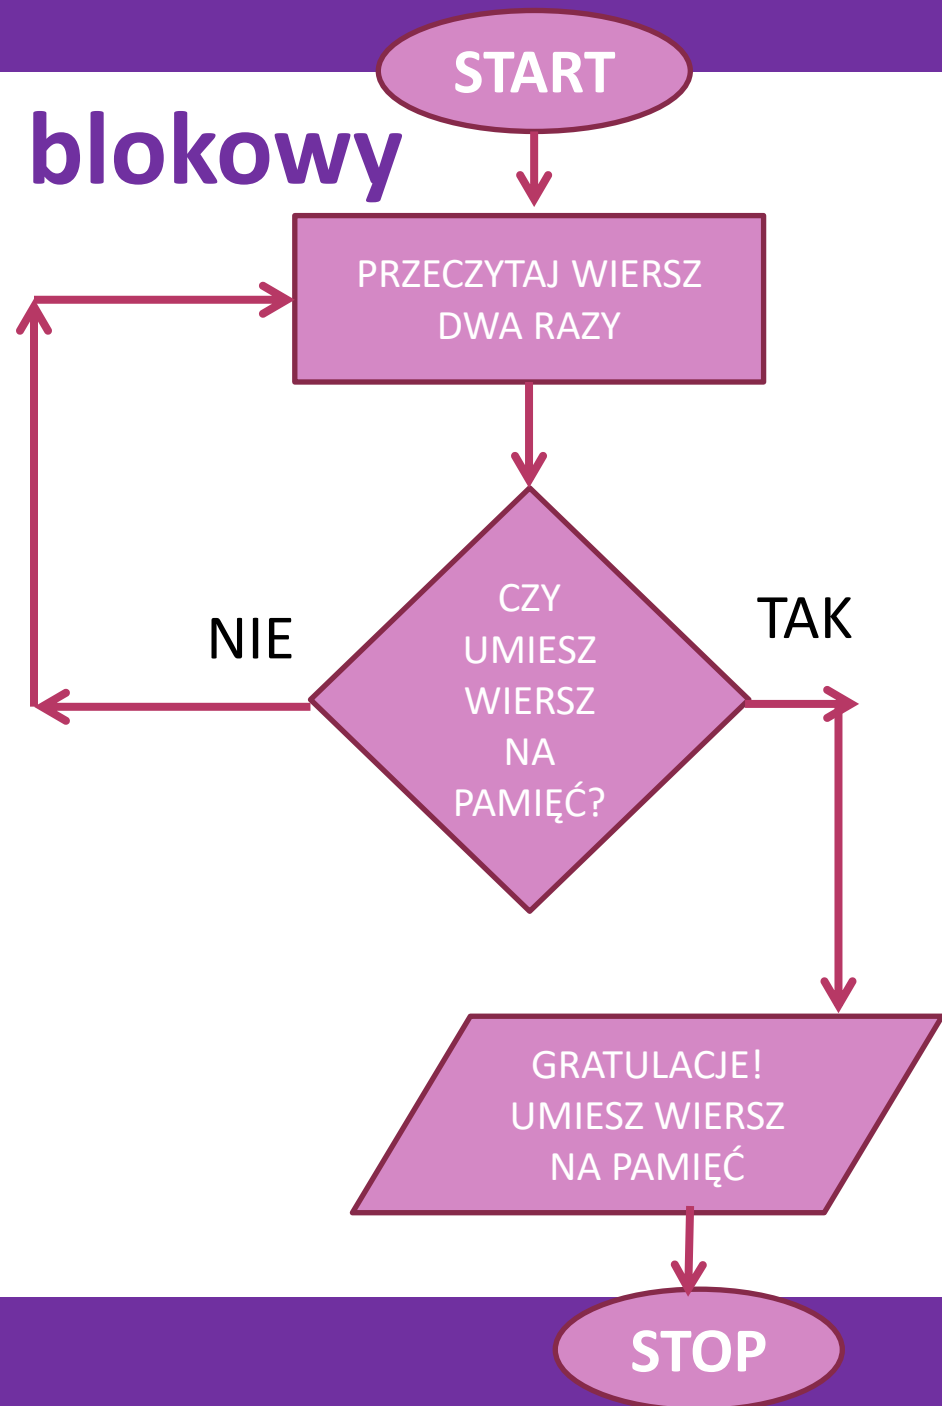 START
blokowy
PRZECZYTAJ WIERSZ
DWA RAZY
CZY
UMIESZ
WIERSZ
NA
PAMIĘĆ?
NIE
TAK
GRATULACJE!
UMIESZ WIERSZ
NA PAMIĘĆ
STOP